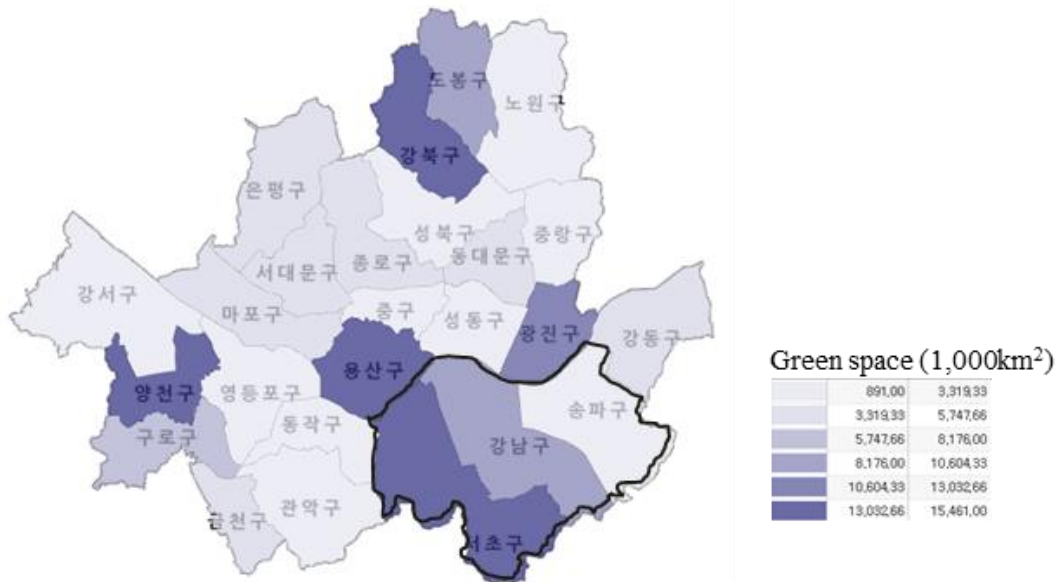 도봉구
노원구
강북구
은평구
성북구
중랑구
동대문구
서대문구
종로구
강서구
마포구
중구
성동구
광진구
강동구
용산구
양천구
영등포구
송파구
동작구
구로구
강남구
관악구
금천구
서초구
Green space (1,000km²)
891,00 3,319,33
3,319,33 5,747,66
5,747,66 8,176,00
8,176,00 10,604,33
10,604,33 13,032,66
13,032,66 15,461,00